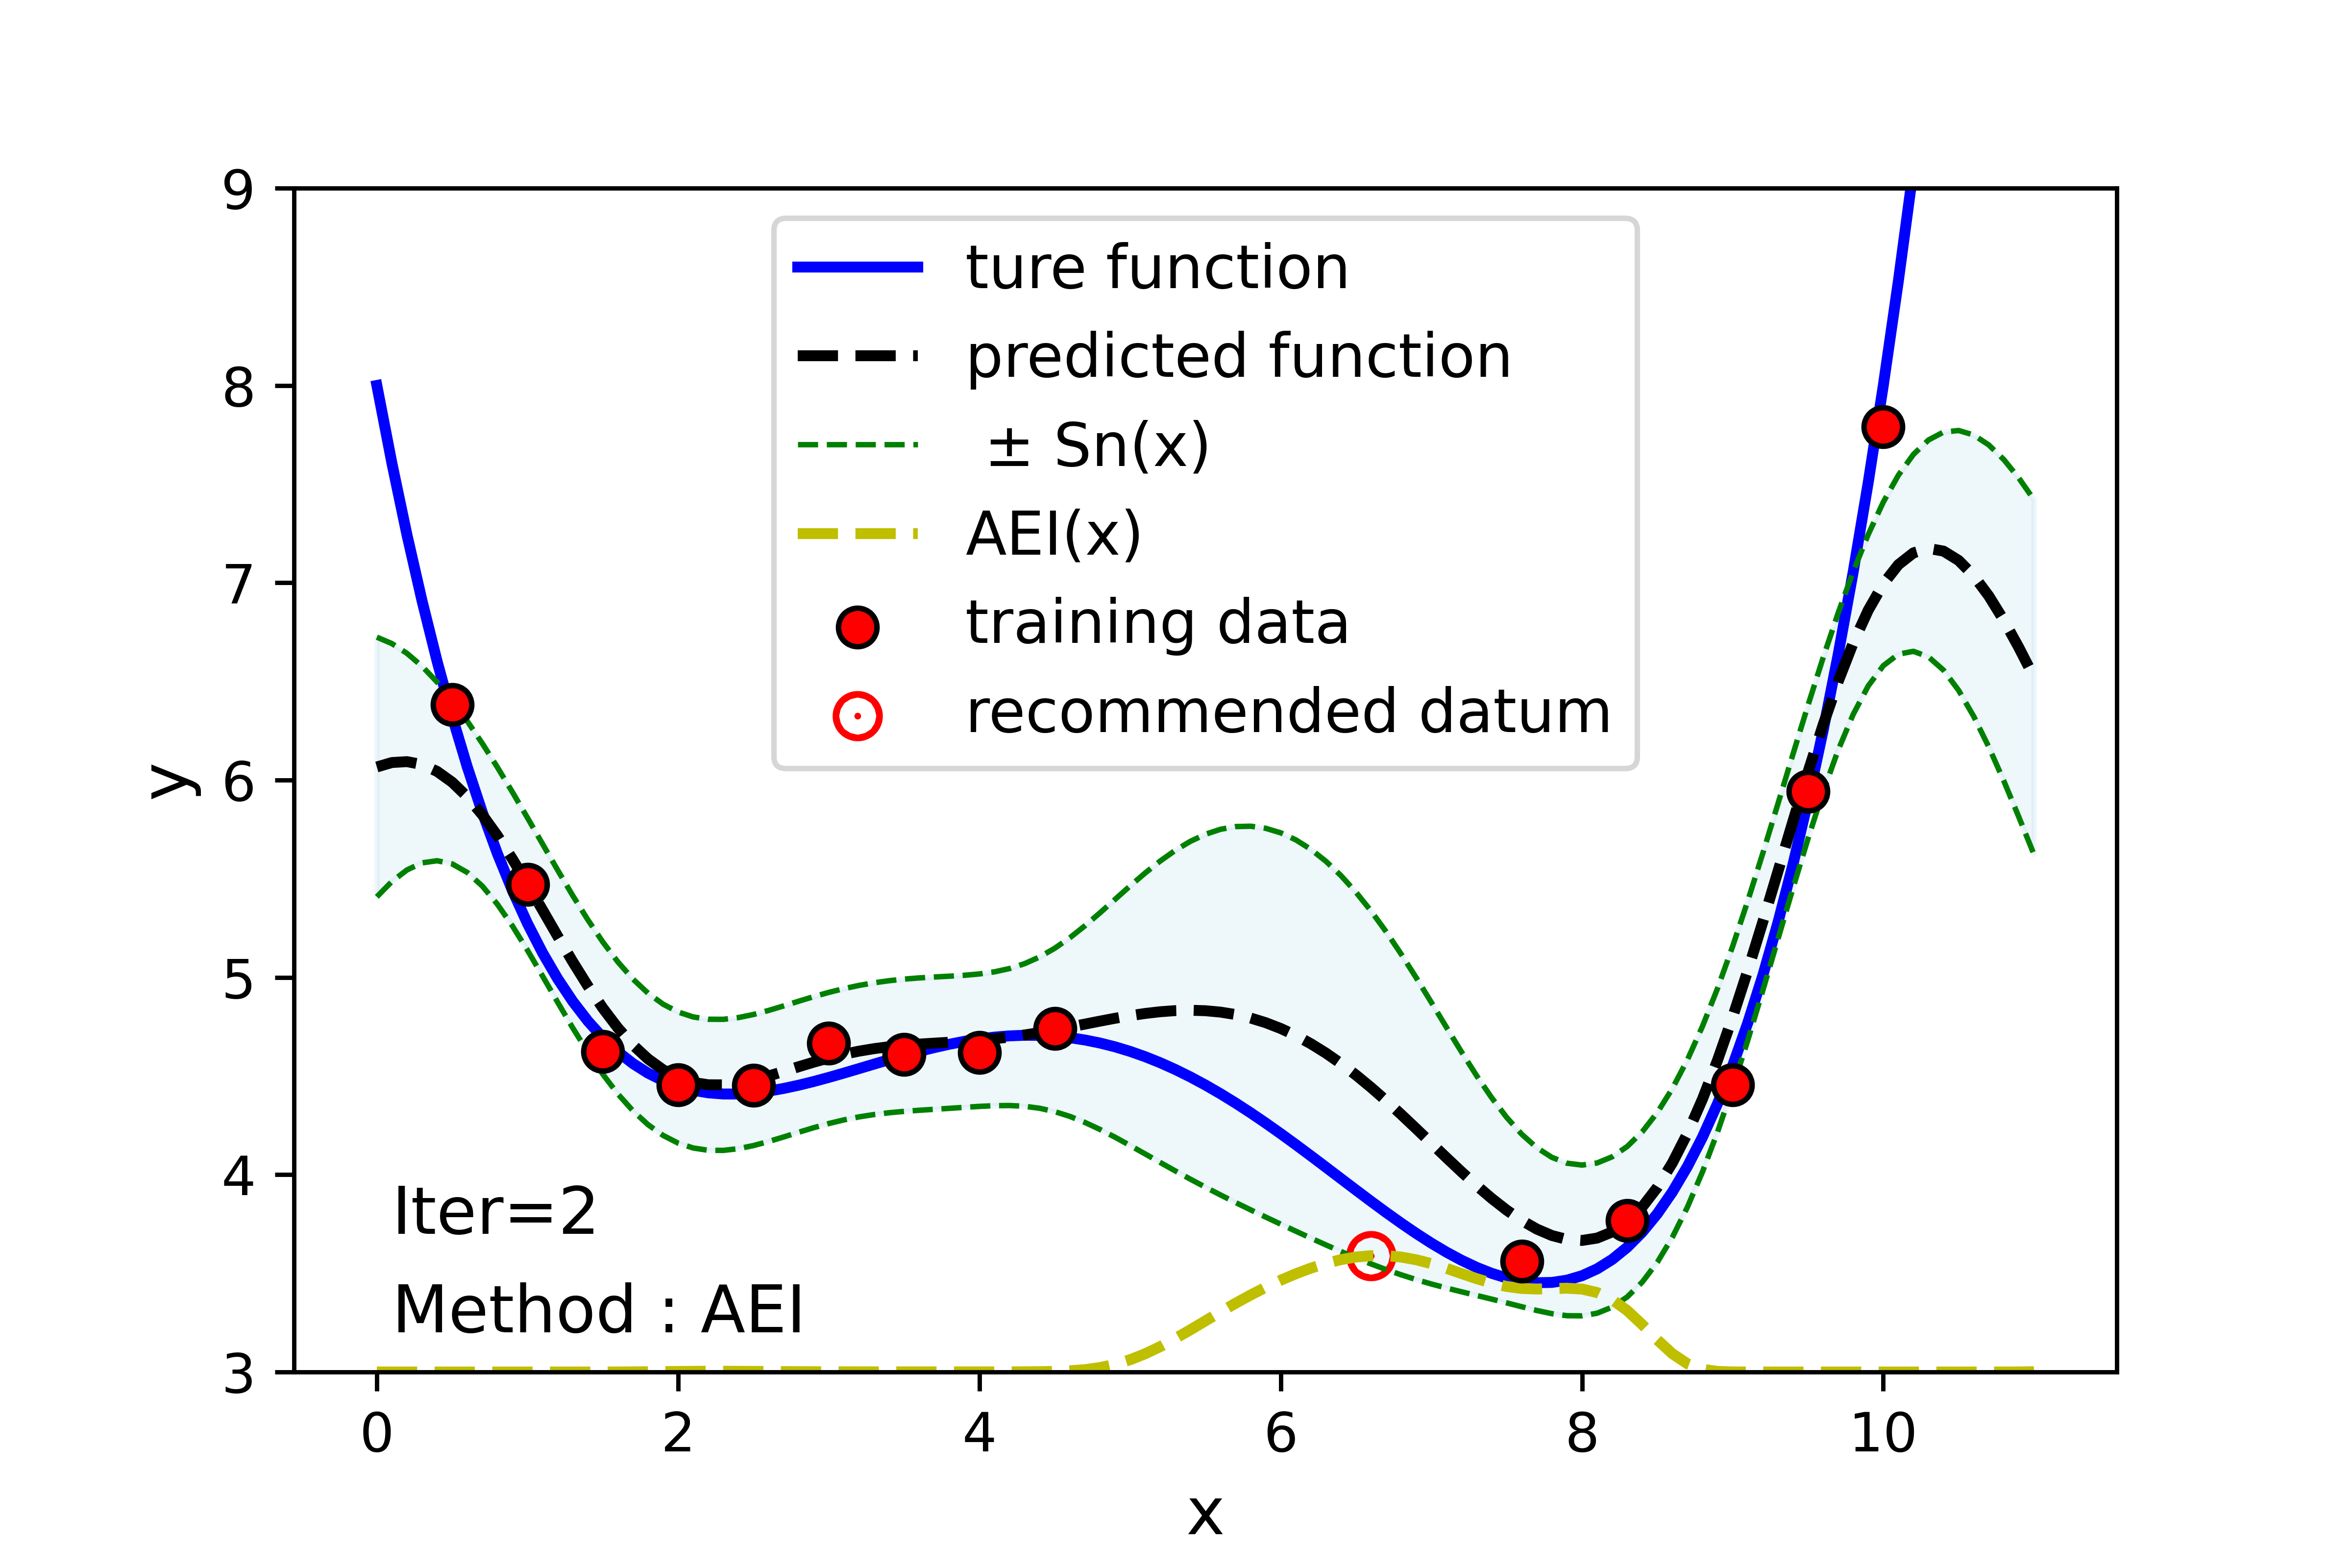 9
8
7
6
5
4
3
y
ture function
predicted function
± Sn(x)
AEI(x)
training data
recommended datum
Iter=2
Method : AEI
0 2 4 6 8 10
x